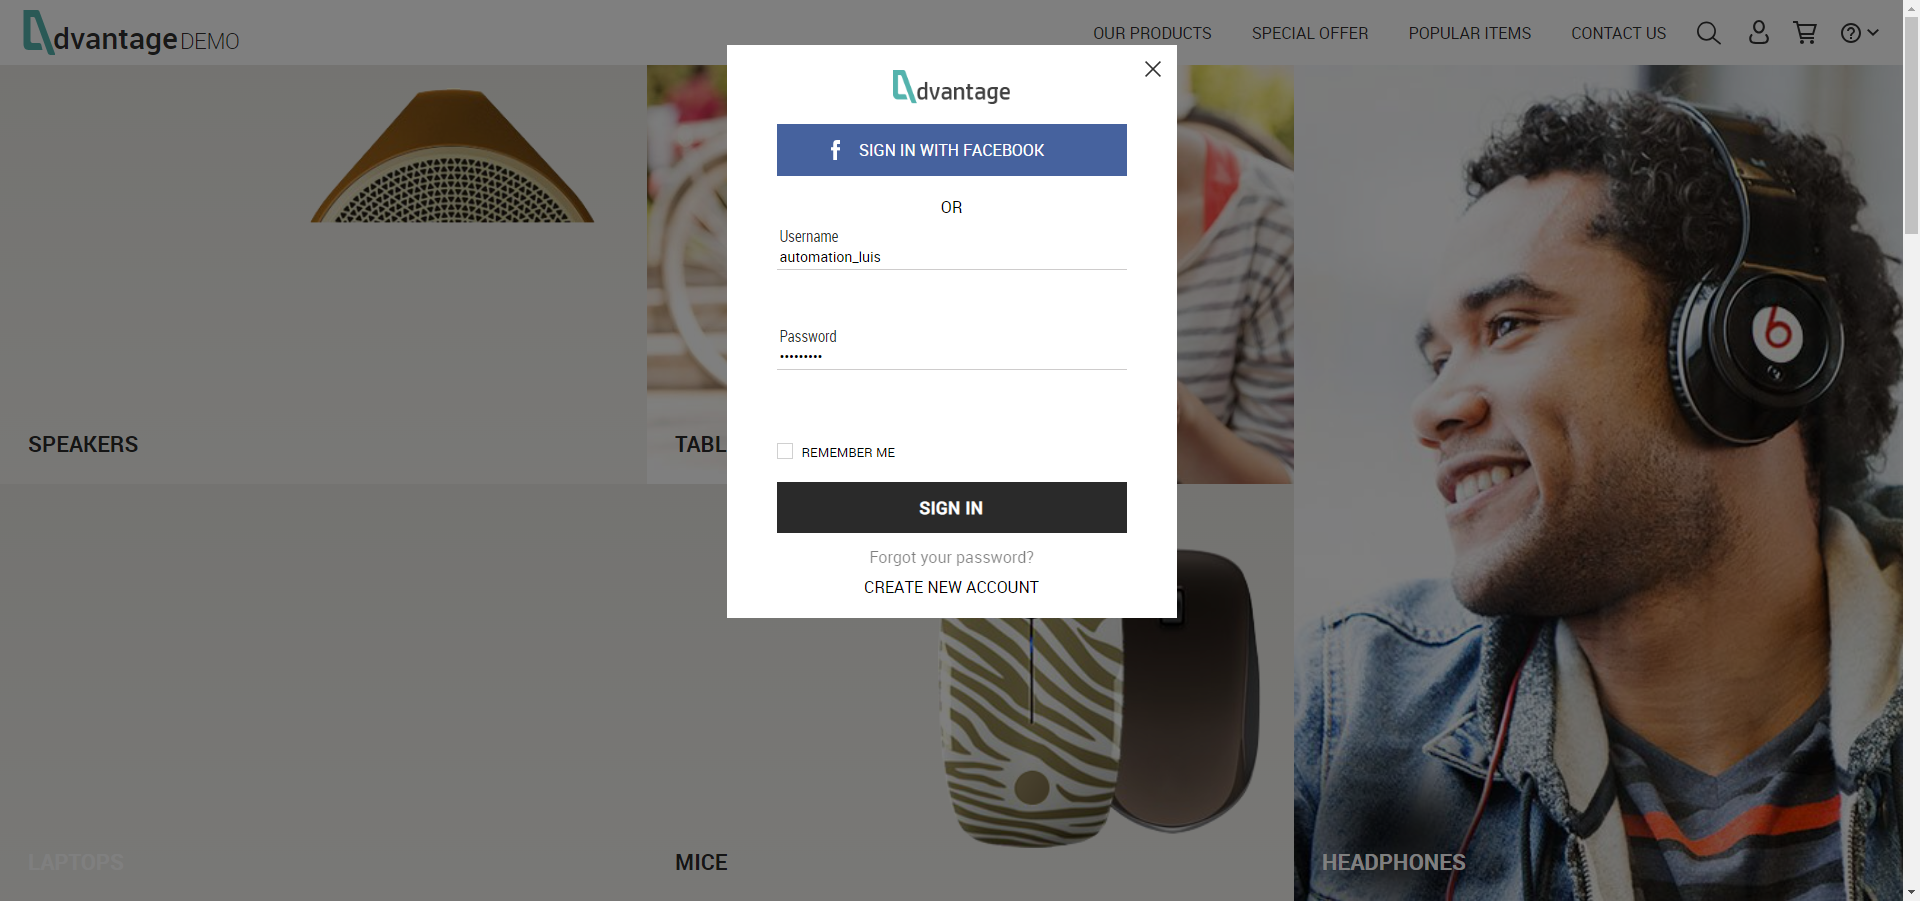 dvantage DEMO
OUR PRODUCTS
SPECIAL OFFER
POPULAR ITEMS
CONTACT US
dvantage
f SIGN IN WITH FACEBOOK
OR
Username
automation_luis
Password
•••••••••
REMEMBER ME
SIGN IN
Forgot your password?
CREATE NEW ACCOUNT
SPEAKERS
TABL
LAPTOPS
MICE
HEADPHONES